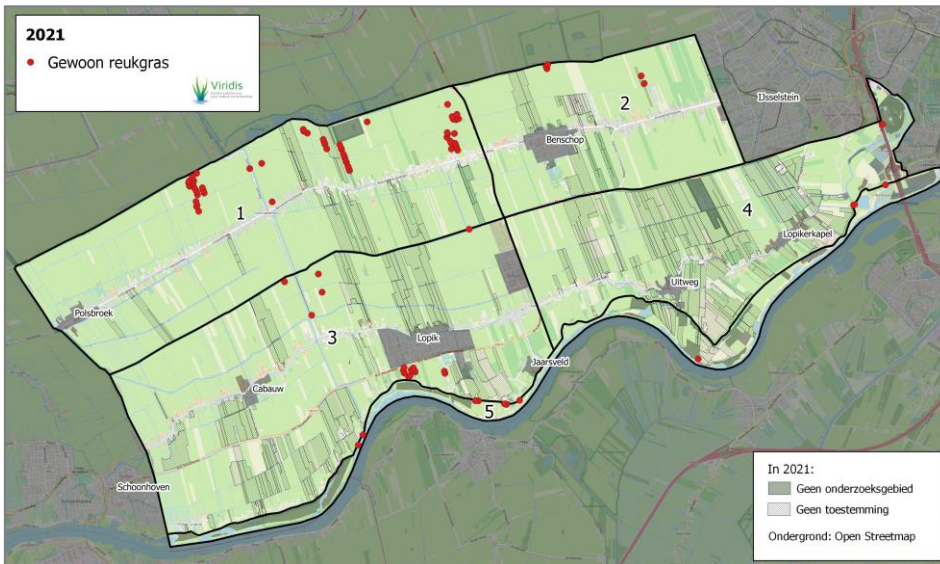 2021
Gewoon reukgras
Viridis
2
IJsselstein
Benschop
1
4
Lopikerkapel
Uitweg
Polsbroek
3
Lopik
Jaarsveld
Cabauw
5
Schoonhoven
In 2021:
Geen onderzoeksgebied
Geen toestemming
Ondergrond: Open Streetmap